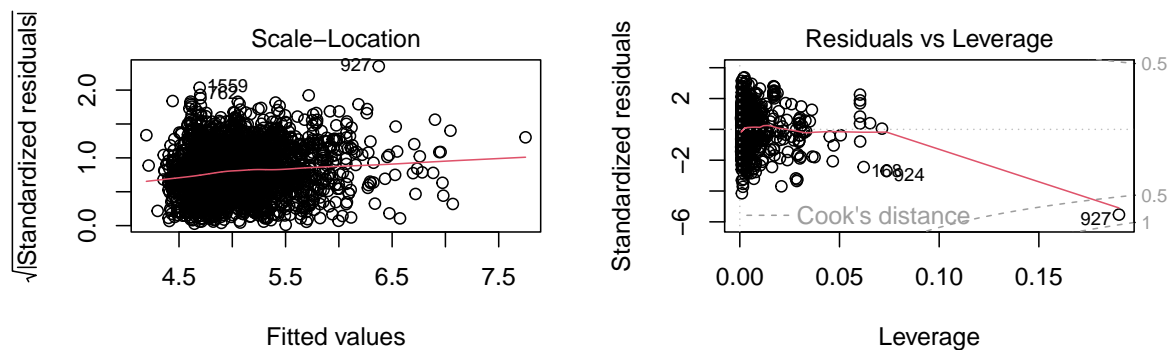 Scale−Location
√|Standardized residuals|
0.0 1.0 2.0
927
1559
762
4.5 5.5 6.5 7.5
Fitted values
Residuals vs Leverage
Standardized residuals
−6 −2 2
0.5
0.5
1
168
924
927
Cook's distance
0.00 0.05 0.10 0.15
Leverage